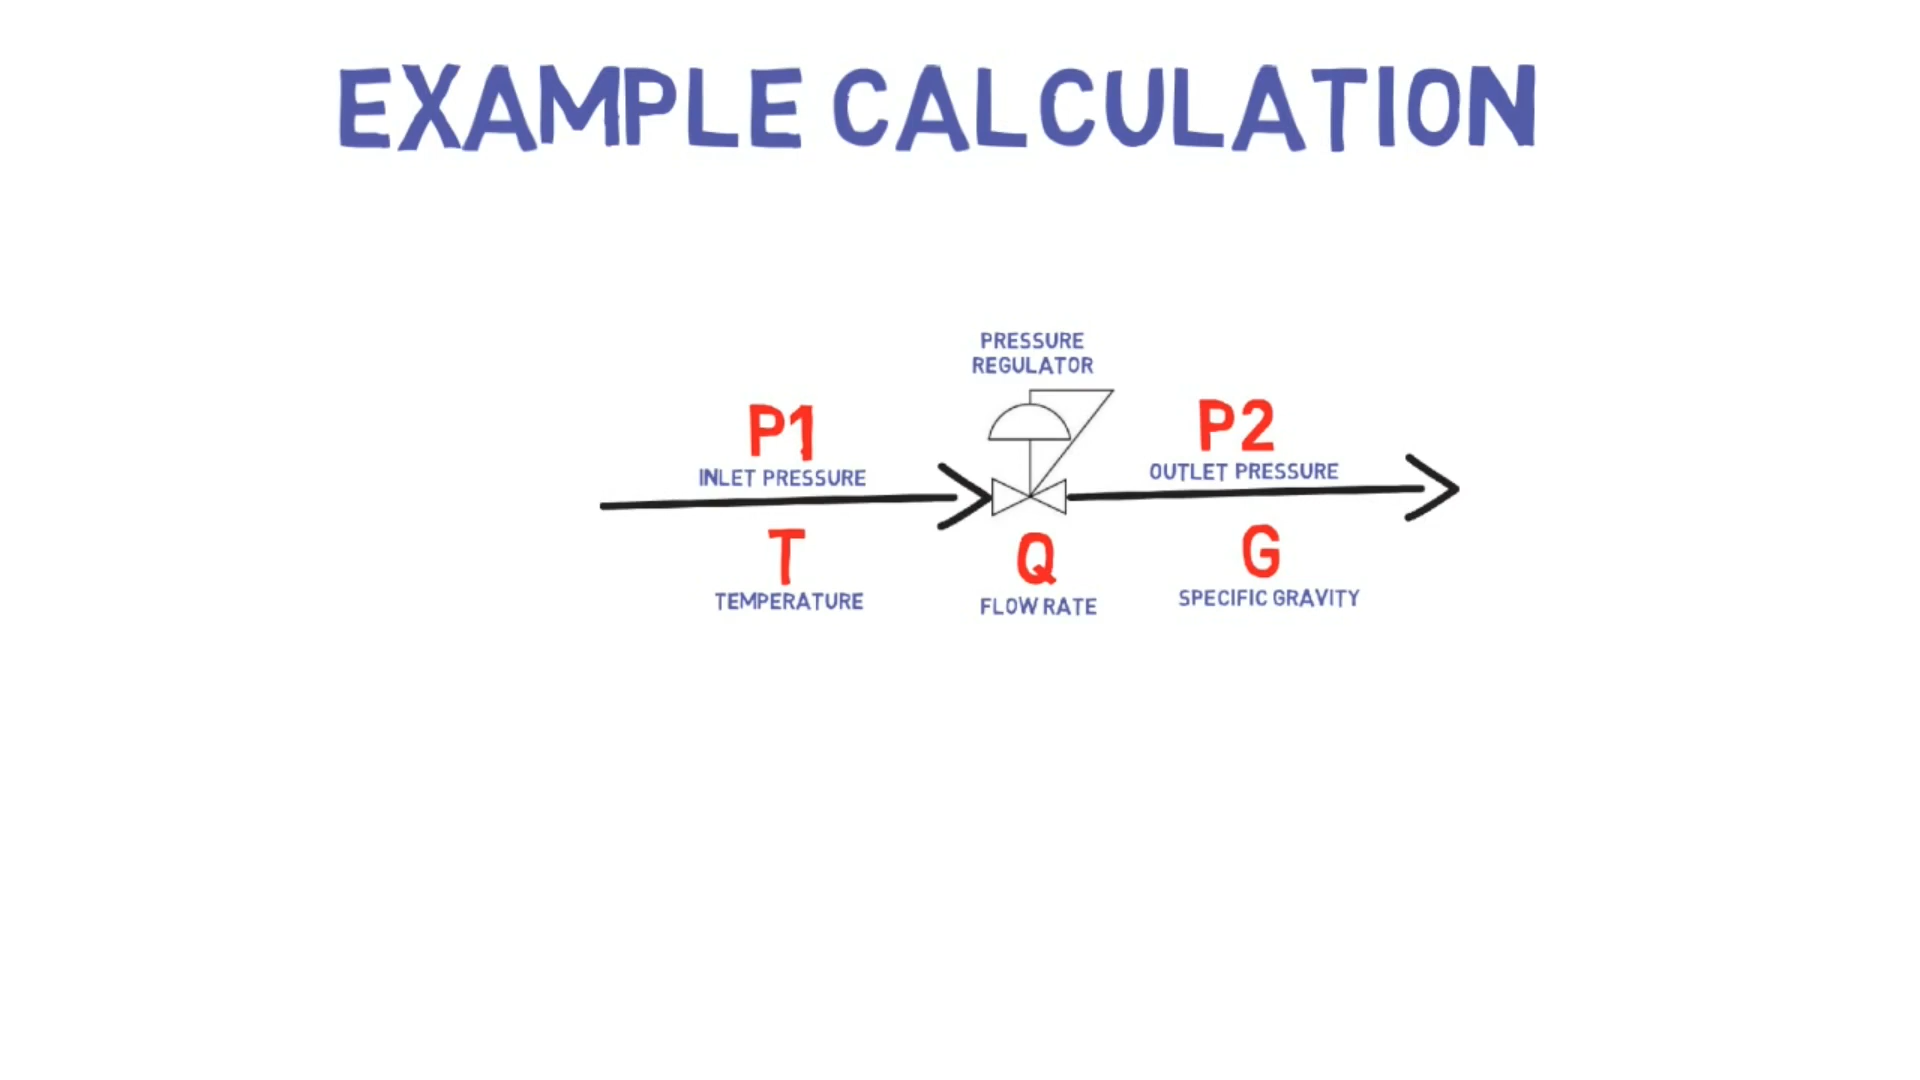 EXAMPLE CALCULATION
PRESSURE
REGULATOR
P1
INLET PRESSURE
P2
OUTLET PRESSURE
T
TEMPERATURE
Q
FLOW RATE
G
SPECIFIC GRAVITY